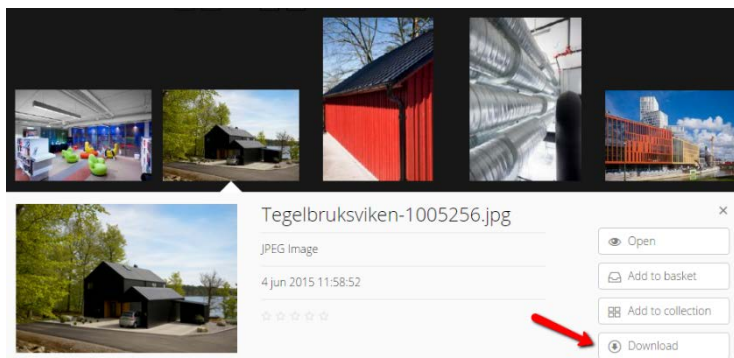 Tegelbruksviken-1005256.jpg
JPEG Image
4 jun 2015 11:58:52
Open
Add to basket
Add to collection
Download